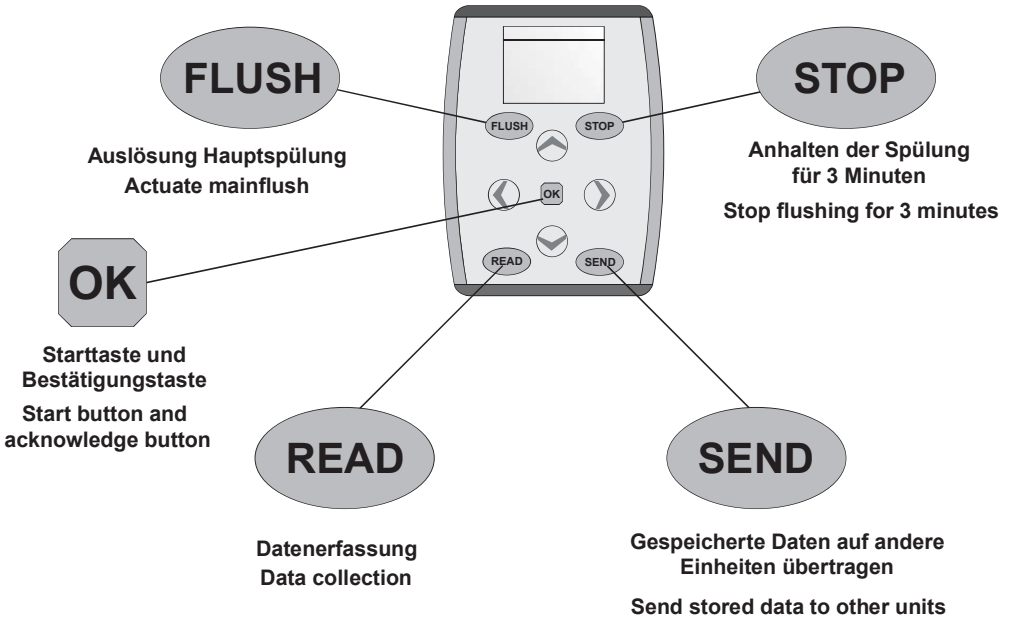 FLUSH
Auslösung Hauptspülung
Actuate mainflush
STOP
Anhalten der Spülung
für 3 Minuten
Stop flushing for 3 minutes
FLUSH
STOP
OK
READ
SEND
OK
Starttaste und
Bestätigungstaste
Start button and
acknowledge button
READ
Datenerfassung
Data collection
SEND
Gespeicherte Daten auf andere
Einheiten übertragen
Send stored data to other units